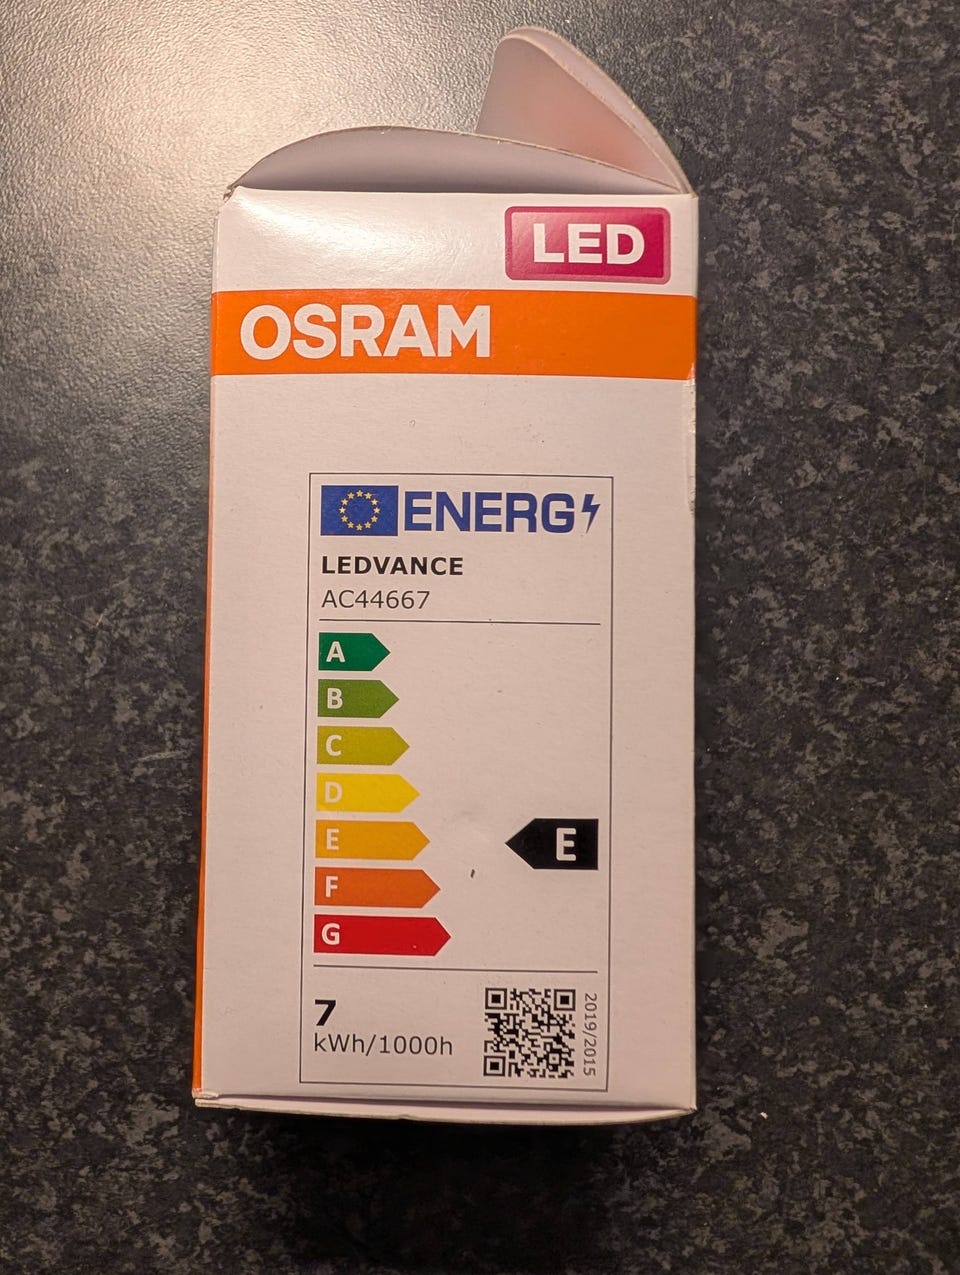 LED
OSRAM
ENERG
LEDVANCE
AC44667
A
B
C
D
E
E
F
G
7
kWh/1000h
2019/2015